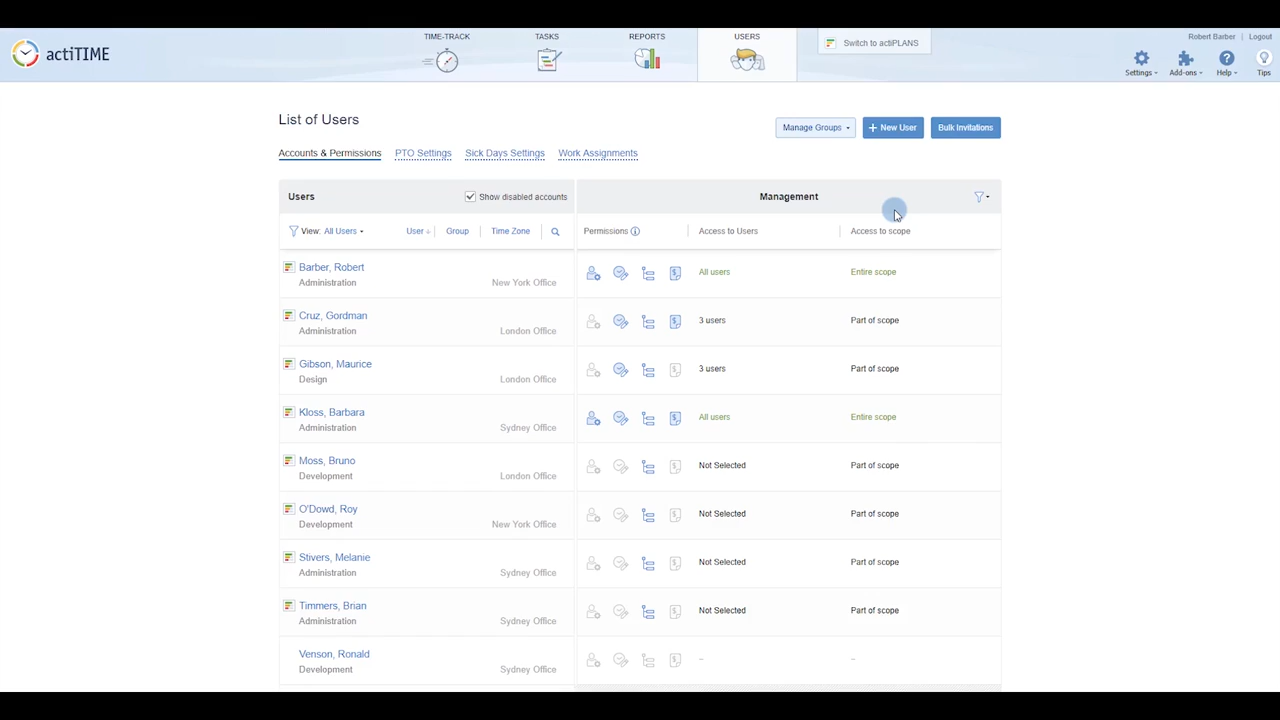 actiTIME
TIME-TRACK
TASKS
REPORTS
USERS
Switch to actiPLANS
Robert Barber
Logout
Settings
Add-ons
Help
Tips
List of Users
Manage Groups
+ New User
Bulk Invitations
Accounts & Permissions
PTO Settings
Sick Days Settings
Work Assignments
Users
Show disabled accounts
Management
View: All Users
User
Group
Time Zone
Permissions
Access to Users
Access to scope
Barber, Robert
Administration
New York Office
All users
Entire scope
Cruz, Gordman
Administration
London Office
3 users
Part of scope
Gibson, Maurice
Design
London Office
3 users
Part of scope
Kloss, Barbara
Administration
Sydney Office
All users
Entire scope
Moss, Bruno
Development
London Office
Not Selected
Part of scope
O'Dowd, Roy
Development
New York Office
Not Selected
Part of scope
Stivers, Melanie
Administration
Sydney Office
Not Selected
Part of scope
Timmers, Brian
Administration
Sydney Office
Not Selected
Part of scope
Venson, Ronald
Development
Sydney Office
–
–